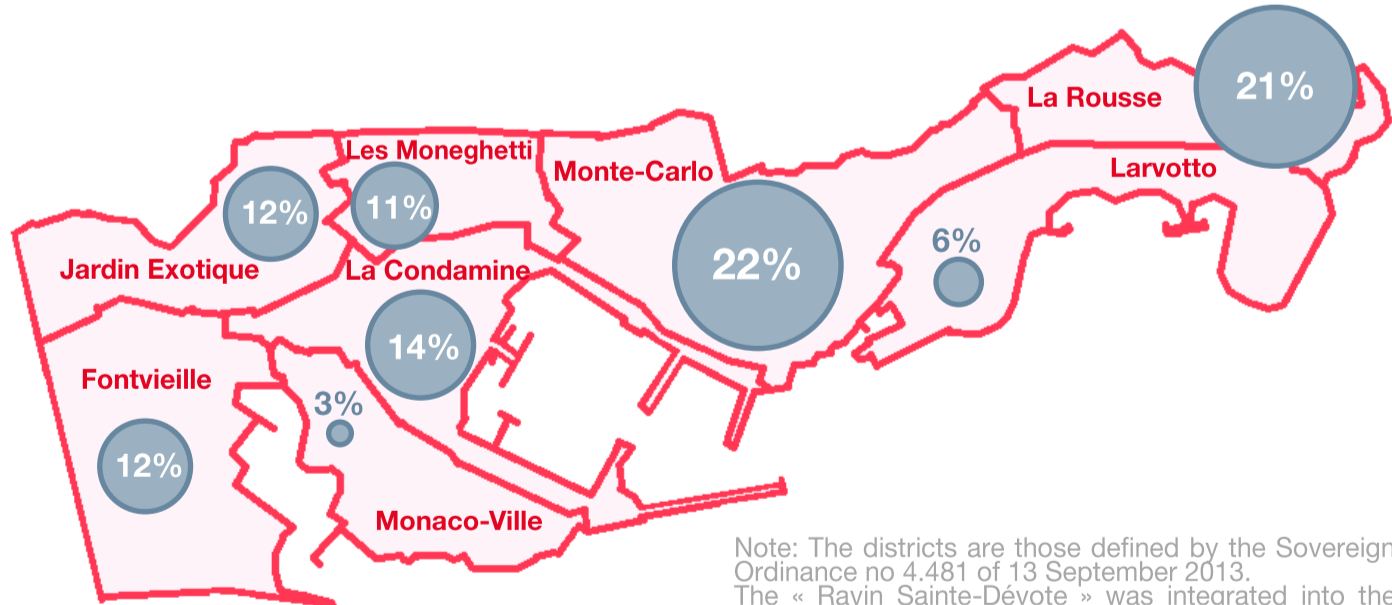 21%
La Rousse
Les Moneghetti
Monte-Carlo
Larvotto
12%
11%
6%
Jardin Exotique
La Condamine
22%
14%
Fontvieille
3%
12%
Monaco-Ville
Note: The districts are those defined by the Sovereign
Ordinance no 4.481 of 13 September 2013.
The « Ravin Sainte-Dévote » was integrated into the